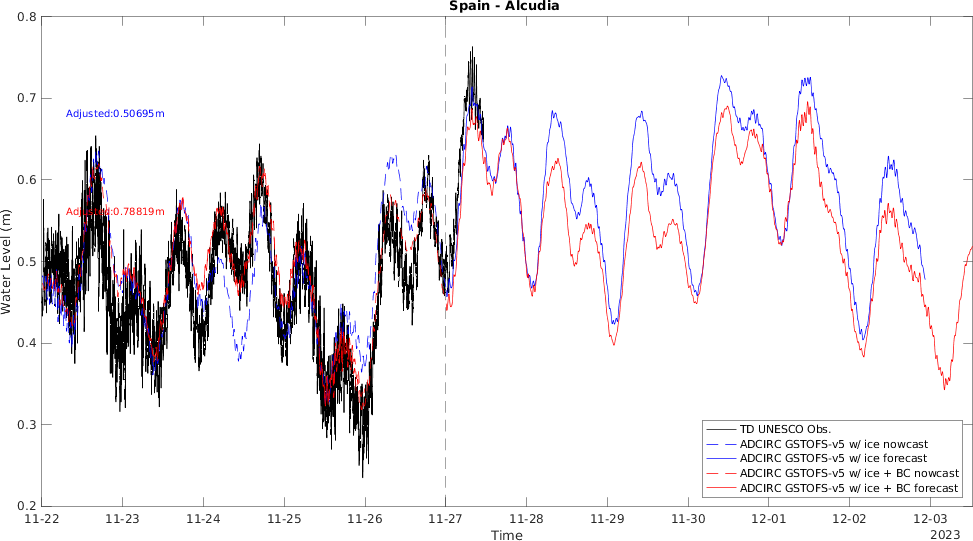 Spain - Alcudia
0.8
0.7
0.6
0.5
0.4
0.3
0.2
Water Level (m)
Adjusted:0.50695m
Adjusted:0.78819m
TD UNESCO Obs.
ADCIRC GSTOFS-v5 w/ ice nowcast
ADCIRC GSTOFS-v5 w/ ice forecast
ADCIRC GSTOFS-v5 w/ ice + BC nowcast
ADCIRC GSTOFS-v5 w/ ice + BC forecast
11-22 11-23 11-24 11-25 11-26 11-27 11-28 11-29 11-30 12-01 12-02 12-03
Time
2023